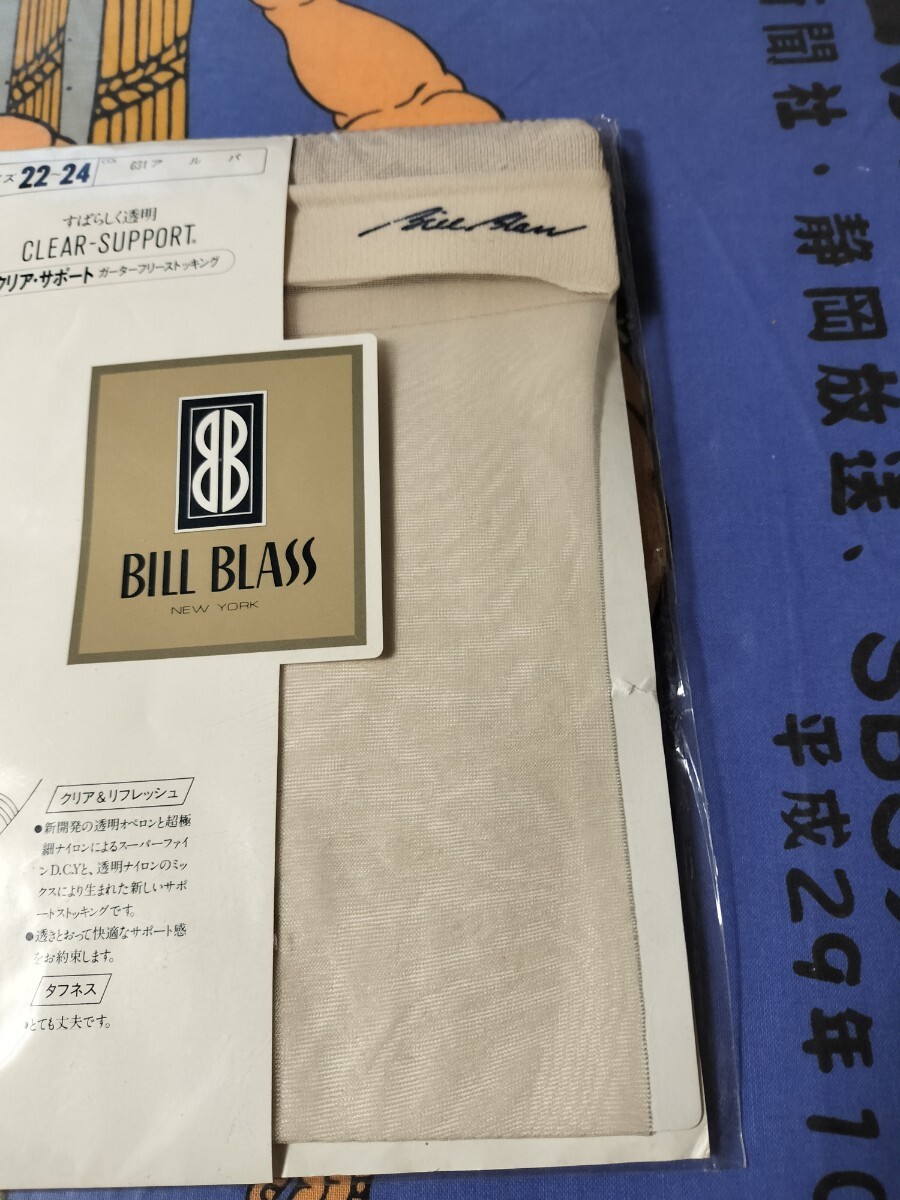 ズ 22~24 COL 631 アルバ
すばらしく透明
CLEAR-SUPPORT®
クリア・サポート ガーターフリーストッキング
Bill Blass
BB
BILL BLASS
NEW YORK
クリア&リフレッシュ
●新開発の透明オペロンと超極
細ナイロンによるスーパーファイ
ンD.C.Yと、透明ナイロンのミッ
クスにより生まれた新しいサポ
ートストッキングです。
●透きとおって快適なサポート感
をお約束します。
タフネス
とても丈夫です。
新聞社・静岡放送、SBS
平成29年10